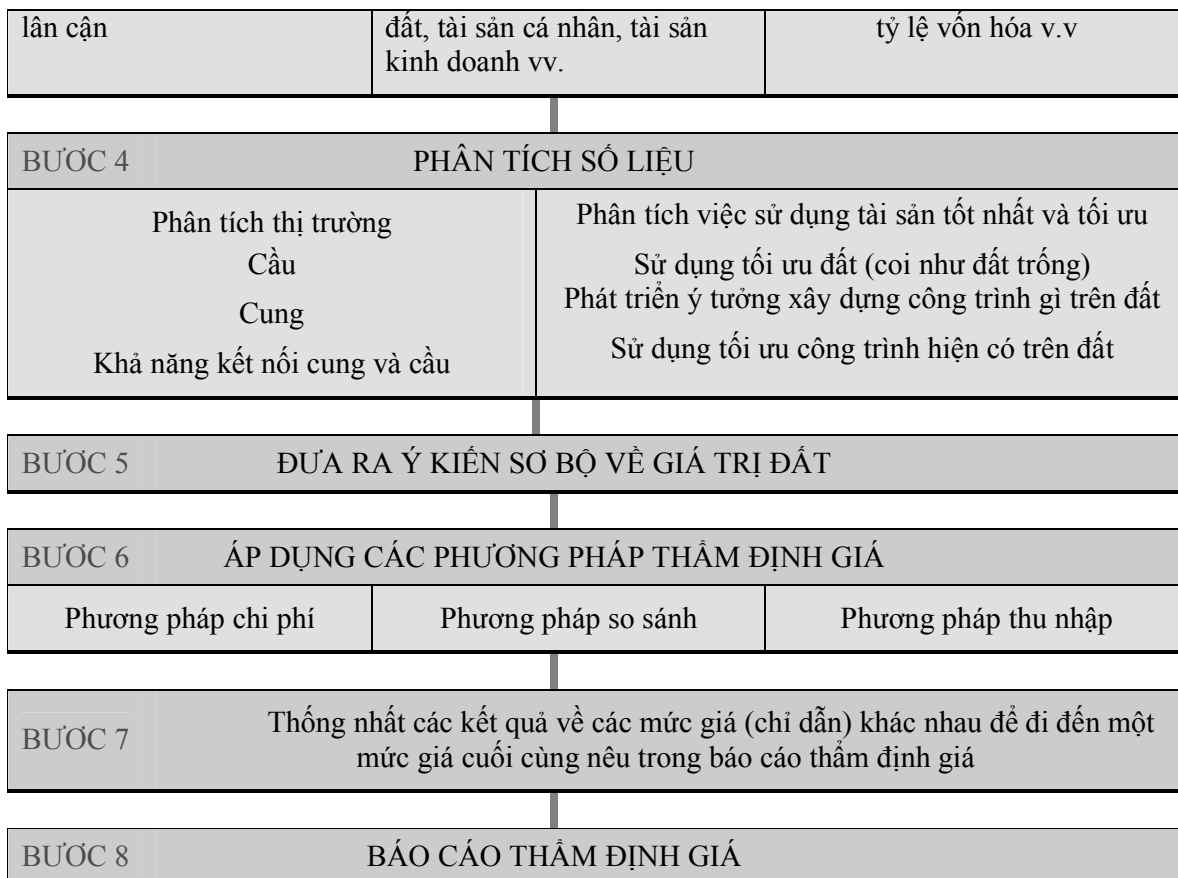 lân cận
đất, tài sản cá nhân, tài sản
kinh doanh vv.
tỷ lệ vốn hóa v.v
BƯỚC 4 PHÂN TÍCH SỐ LIỆU
Phân tích thị trường
Cầu
Cung
Khả năng kết nối cung và cầu
Phân tích việc sử dụng tài sản tốt nhất và tối ưu
Sử dụng tối ưu đất (coi như đất trống)
Phát triển ý tưởng xây dựng công trình gì trên đất
Sử dụng tối ưu công trình hiện có trên đất
BƯỚC 5 ĐƯA RA Ý KIẾN SƠ BỘ VỀ GIÁ TRỊ ĐẤT
BƯỚC 6 ÁP DỤNG CÁC PHƯƠNG PHÁP THẨM ĐỊNH GIÁ
Phương pháp chi phí
Phương pháp so sánh
Phương pháp thu nhập
BƯỚC 7
Thống nhất các kết quả về các mức giá (chỉ dẫn) khác nhau để đi đến một
mức giá cuối cùng nêu trong báo cáo thẩm định giá
BƯỚC 8 BÁO CÁO THẨM ĐỊNH GIÁ